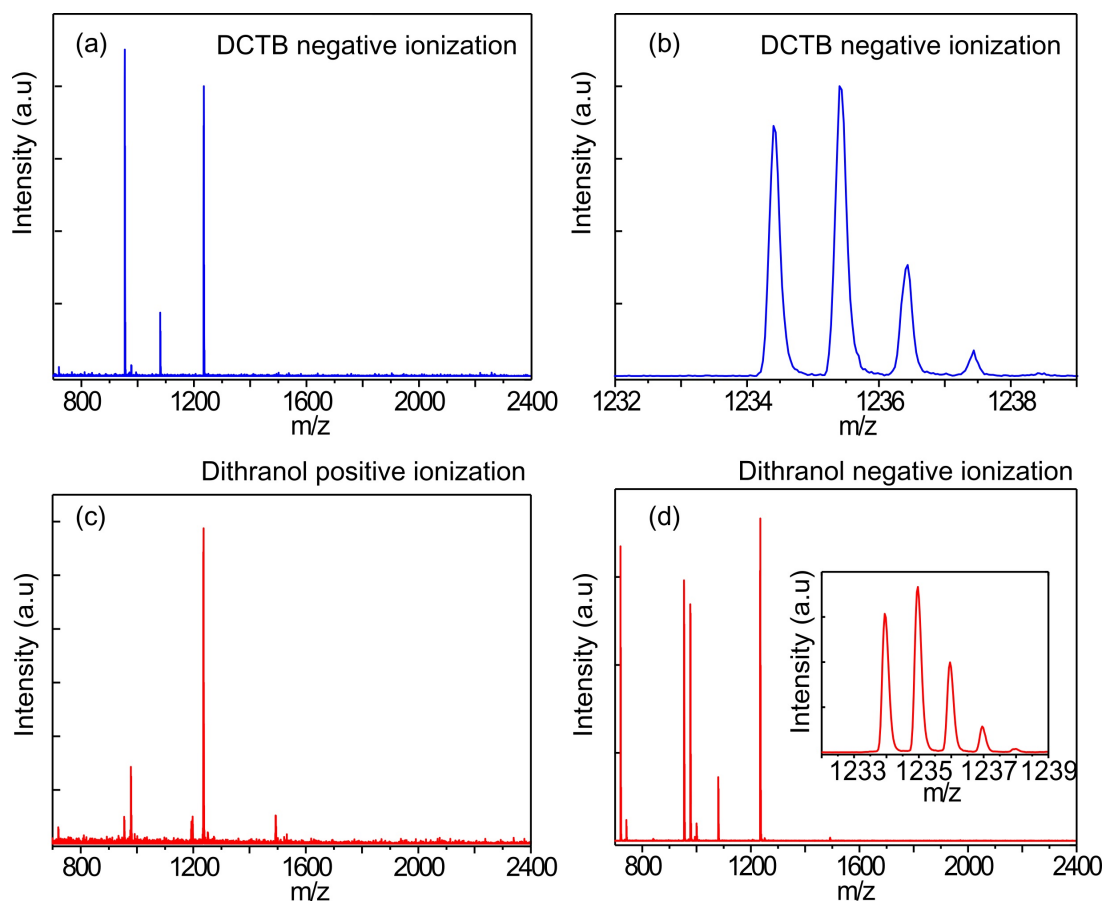 (a) DCTB negative ionization
Intensity (a.u)
800 1200 1600 2000 2400
m/z
(b) DCTB negative ionization
Intensity (a.u)
1232 1234 1236 1238
m/z
Dithranol positive ionization
(c)
Intensity (a.u)
800 1200 1600 2000 2400
m/z
Dithranol negative ionization
(d)
Intensity (a.u)
Intensity (a.u)
1233 1235 1237 1239
m/z
800 1200 1600 2000 2400
m/z